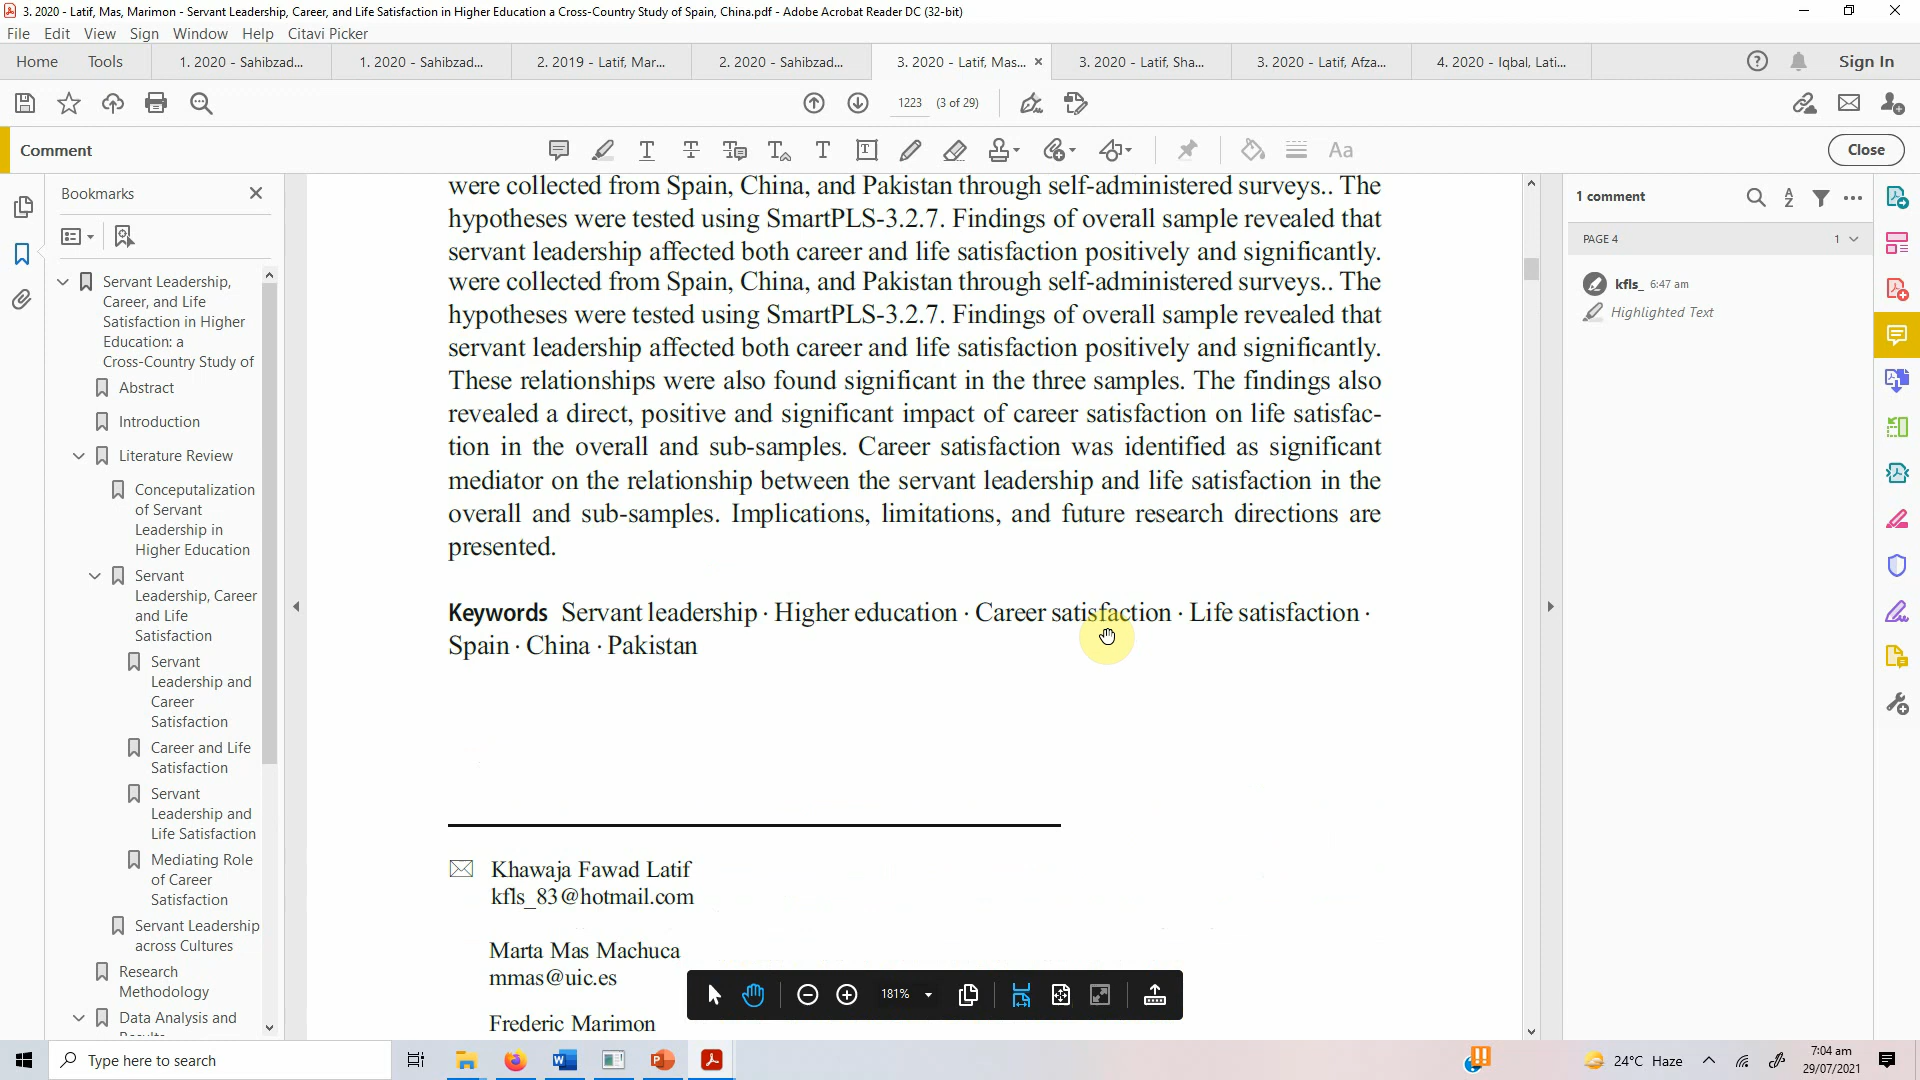 3. 2020 - Latif, Mas, Marimon - Servant Leadership, Career, and Life Satisfaction in Higher Education a Cross-Country Study of Spain, China.pdf - Adobe Acrobat Reader DC (32-bit)
File Edit View Sign Window Help Citavi Picker
Home Tools 1. 2020 - Sahibzad... 1. 2020 - Sahibzad... 2. 2019 - Latif, Mar... 2. 2020 - Sahibzad... 3. 2020 - Latif, Mas... 3. 2020 - Latif, Sha... 3. 2020 - Latif, Afza... 4. 2020 - Iqbal, Lati... Sign In
1223 (3 of 29)
Comment
Close
Bookmarks
Servant Leadership,
Career, and Life
Satisfaction in Higher
Education: a
Cross-Country Study of
Abstract
Introduction
Literature Review
Conceputalization
of Servant
Leadership in
Higher Education
Servant
Leadership, Career
and Life
Satisfaction
Servant
Leadership and
Career
Satisfaction
Career and Life
Satisfaction
Servant
Leadership and
Life Satisfaction
Mediating Role
of Career
Satisfaction
Servant Leadership
across Cultures
Research
Methodology
Data Analysis and
were collected from Spain, China, and Pakistan through self-administered surveys.. The
hypotheses were tested using SmartPLS-3.2.7. Findings of overall sample revealed that
servant leadership affected both career and life satisfaction positively and significantly.
were collected from Spain, China, and Pakistan through self-administered surveys.. The
hypotheses were tested using SmartPLS-3.2.7. Findings of overall sample revealed that
servant leadership affected both career and life satisfaction positively and significantly.
These relationships were also found significant in the three samples. The findings also
revealed a direct, positive and significant impact of career satisfaction on life satisfac-
tion in the overall and sub-samples. Career satisfaction was identified as significant
mediator on the relationship between the servant leadership and life satisfaction in the
overall and sub-samples. Implications, limitations, and future research directions are
presented.
Keywords Servant leadership · Higher education · Career satisfaction · Life satisfaction ·
Spain · China · Pakistan
Khawaja Fawad Latif
kfls_83@hotmail.com
Marta Mas Machuca
mmas@uic.es
Frederic Marimon
181%
1 comment
PAGE 4 1
kfls_ 6:47 am
Highlighted Text
Type here to search
24°C Haze
7:04 am
29/07/2021